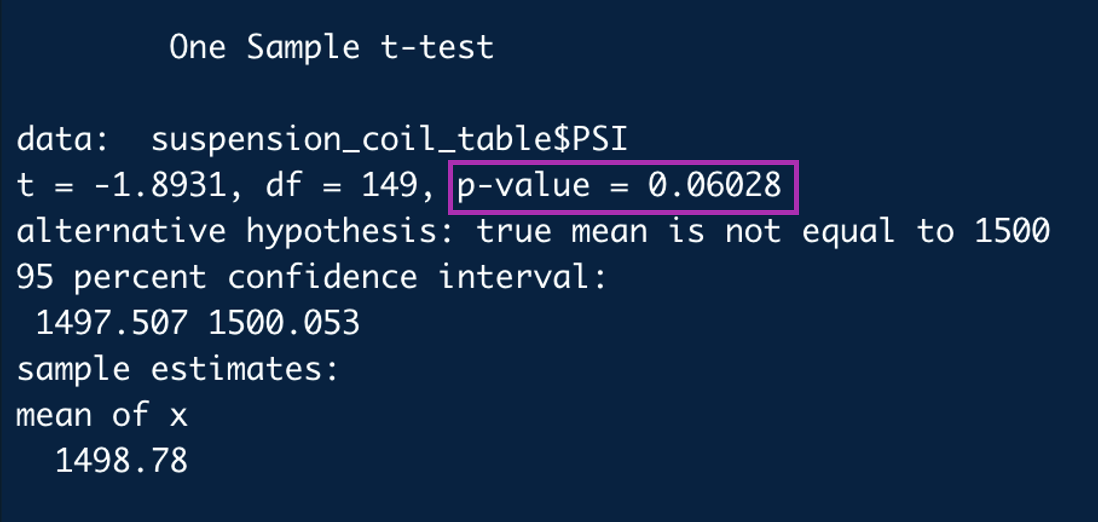 One Sample t-test
data:  suspension_coil_table$PSI
t = -1.8931, df = 149, p-value = 0.06028
alternative hypothesis: true mean is not equal to 1500
95 percent confidence interval:
1497.507 1500.053
sample estimates:
mean of x
1498.78